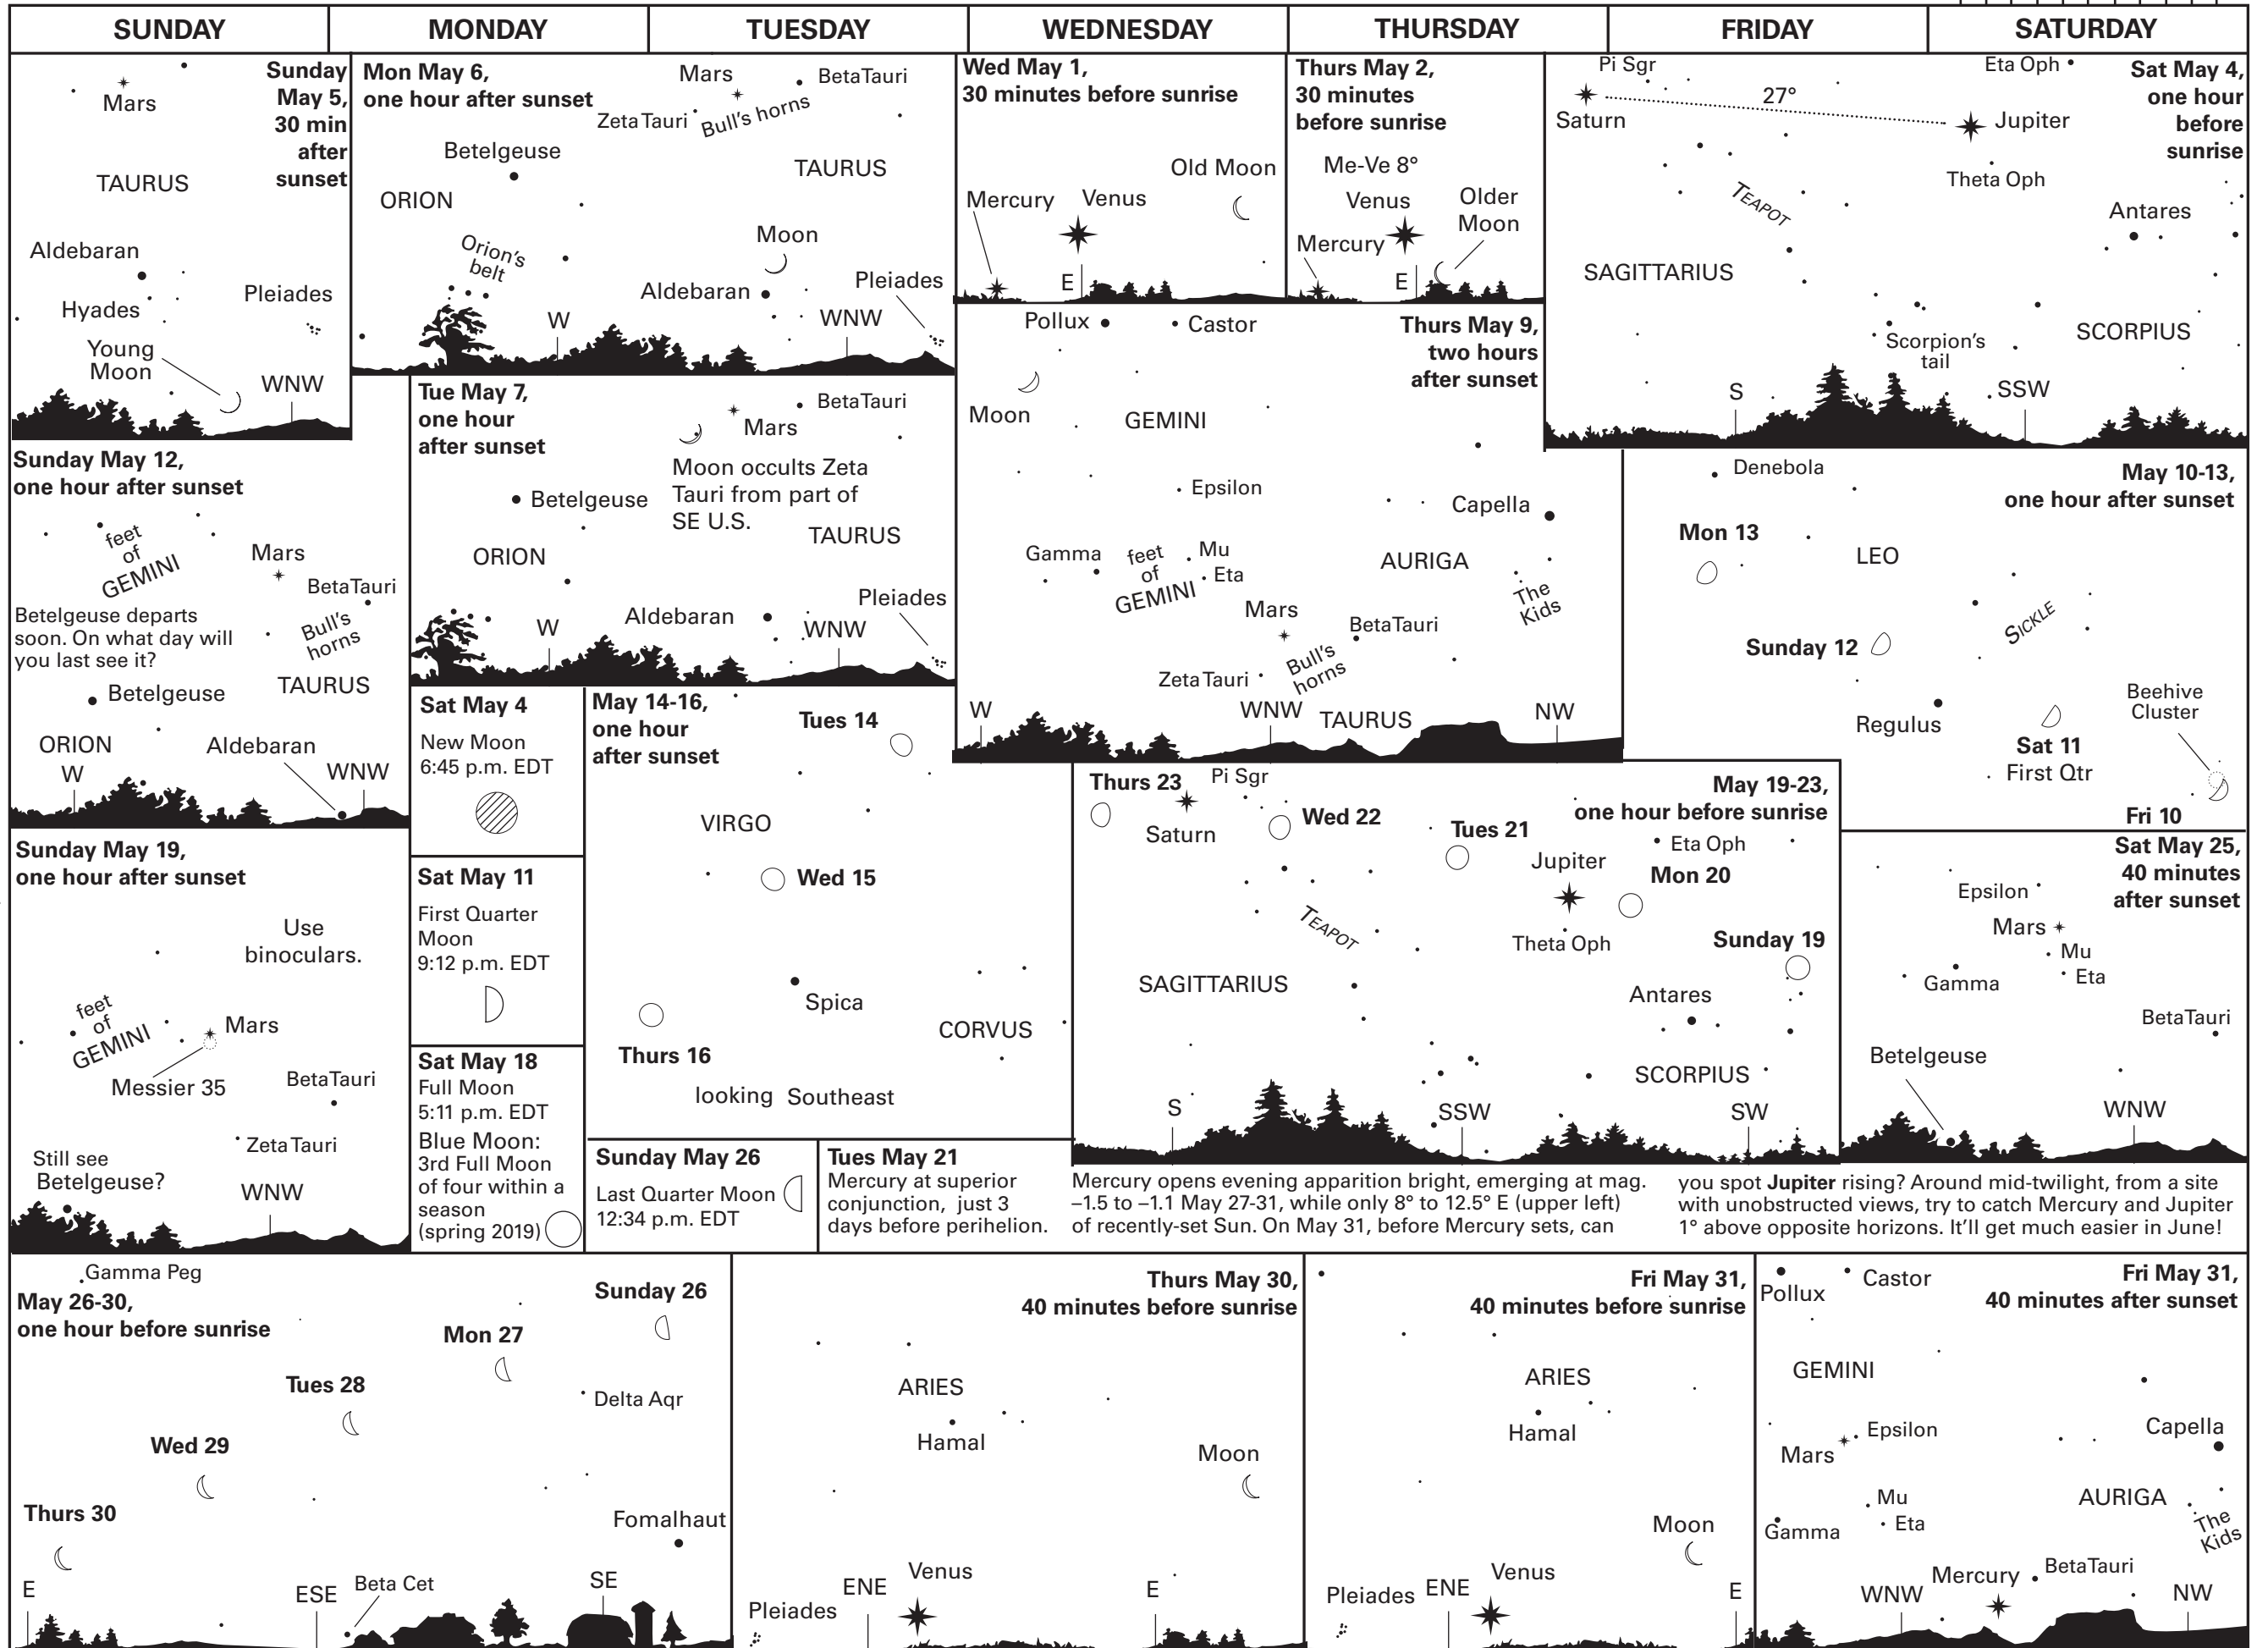 SUNDAY
MONDAY
TUESDAY
WEDNESDAY
THURSDAY
FRIDAY
SATURDAY
Sunday
May 5,
30 min
after
sunset
Mars
TAURUS
Aldebaran
Hyades
Pleiades
Young
Moon
WNW
Mon May 6,
one hour after sunset
Mars
Beta Tauri
Zeta Tauri
Bull's horns
Betelgeuse
TAURUS
ORION
Orion's
belt
Moon
Aldebaran
Pleiades
W
WNW
Wed May 1,
30 minutes before sunrise
Old Moon
Mercury
Venus
E
Thurs May 2,
30 minutes
before sunrise
Me-Ve 8°
Venus
Older
Moon
Mercury
E
Sat May 4,
one hour
before
sunrise
Pi Sgr
Eta Oph
27°
Saturn
Jupiter
Theta Oph
TEAPOT
Antares
SAGITTARIUS
SCORPIUS
Scorpion's
tail
S
SSW
Tue May 7,
one hour
after sunset
Beta Tauri
Mars
Moon occults Zeta
Tauri from part of
SE U.S.
Betelgeuse
TAURUS
ORION
Aldebaran
Pleiades
W
WNW
Thurs May 9,
two hours
after sunset
Pollux
Castor
Moon
GEMINI
Epsilon
Capella
Gamma
feet
of
GEMINI
Mu
Eta
AURIGA
The
Kids
Mars
Beta Tauri
Bull's
horns
Zeta Tauri
W
WNW
TAURUS
NW
Sunday May 12,
one hour after sunset
feet
of
GEMINI
Mars
Beta Tauri
Betelgeuse departs
soon. On what day will
you last see it?
Bull's
horns
TAURUS
Betelgeuse
ORION
Aldebaran
W
WNW
May 10-13,
one hour after sunset
Denebola
Mon 13
LEO
SICKLE
Sunday 12
Regulus
Beehive
Cluster
Sat 11
First Qtr
Fri 10
Sat May 4
New Moon
6:45 p.m. EDT
Sat May 11
First Quarter
Moon
9:12 p.m. EDT
Sat May 18
Full Moon
5:11 p.m. EDT
Blue Moon:
3rd Full Moon
of four within a
season
(spring 2019)
May 14-16,
one hour
after sunset
Tues 14
VIRGO
Wed 15
Spica
CORVUS
Thurs 16
looking Southeast
May 19-23,
one hour before sunrise
Thurs 23
Pi Sgr
Saturn
Wed 22
Tues 21
Jupiter
Eta Oph
Mon 20
TEAPOT
Theta Oph
Sunday 19
SAGITTARIUS
Antares
SCORPIUS
S
SSW
SW
Sat May 25,
40 minutes
after sunset
Epsilon
Mars
Mu
Eta
Gamma
Beta Tauri
Betelgeuse
WNW
Sunday May 19,
one hour after sunset
Use
binoculars.
feet
of
GEMINI
Mars
Messier 35
Beta Tauri
Zeta Tauri
Still see
Betelgeuse?
WNW
Sunday May 26
Last Quarter Moon
12:34 p.m. EDT
Tues May 21
Mercury at superior
conjunction, just 3
days before perihelion.
Mercury opens evening apparition bright, emerging at mag.
–1.5 to –1.1 May 27-31, while only 8° to 12.5° E (upper left)
of recently-set Sun. On May 31, before Mercury sets, can
you spot Jupiter rising? Around mid-twilight, from a site
with unobstructed views, try to catch Mercury and Jupiter
1° above opposite horizons. It'll get much easier in June!
Gamma Peg
May 26-30,
one hour before sunrise
Sunday 26
Mon 27
Tues 28
Delta Aqr
Wed 29
Thurs 30
Fomalhaut
E
ESE
Beta Cet
SE
Thurs May 30,
40 minutes before sunrise
ARIES
Hamal
Moon
Venus
ENE
E
Pleiades
Fri May 31,
40 minutes before sunrise
ARIES
Hamal
Moon
Venus
Pleiades
ENE
E
Fri May 31,
40 minutes after sunset
Pollux
Castor
GEMINI
Capella
Epsilon
Mars
Mu
Eta
AURIGA
Gamma
The
Kids
Mercury
Beta Tauri
WNW
NW